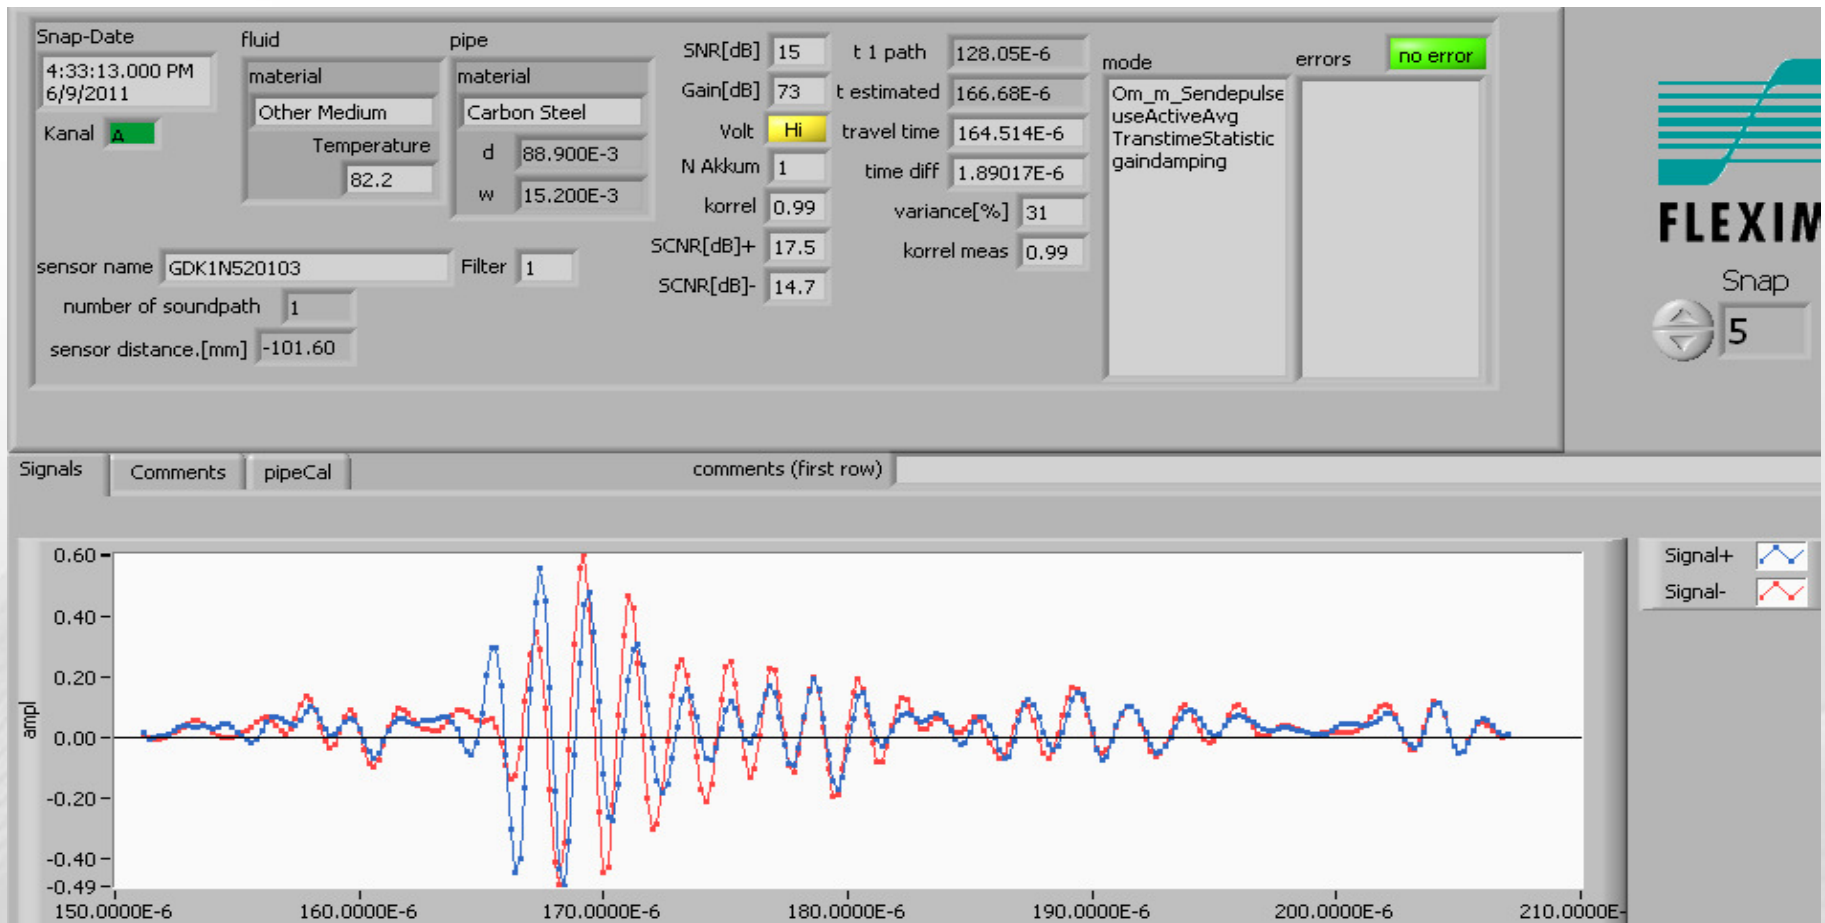 Snap-Date
4:33:13.000 PM
6/9/2011
Kanal A
fluid
material
Other Medium
Temperature
82.2
pipe
material
Carbon Steel
d 88.900E-3
w 15.200E-3
sensor name GDK1N520103
Filter 1
number of soundpath 1
sensor distance.[mm] -101.60
SNR[dB] 15
Gain[dB] 73
Volt Hi
N Akkum 1
korrel 0.99
SCNR[dB]+ 17.5
SCNR[dB]- 14.7
t 1 path 128.05E-6
t estimated 166.68E-6
travel time 164.514E-6
time diff 1.89017E-6
variance[%] 31
korrel meas 0.99
mode
Om_m_Sendepulse
useActiveAvg
TranstimeStatistic
gaindamping
errors no error
FLEXIM
Snap
5
Signals Comments pipeCal comments (first row)
Signal+
Signal-
ampl
0.60
0.40
0.20
0.00
-0.20
-0.40
-0.49
150.0000E-6 160.0000E-6 170.0000E-6 180.0000E-6 190.0000E-6 200.0000E-6 210.0000E-